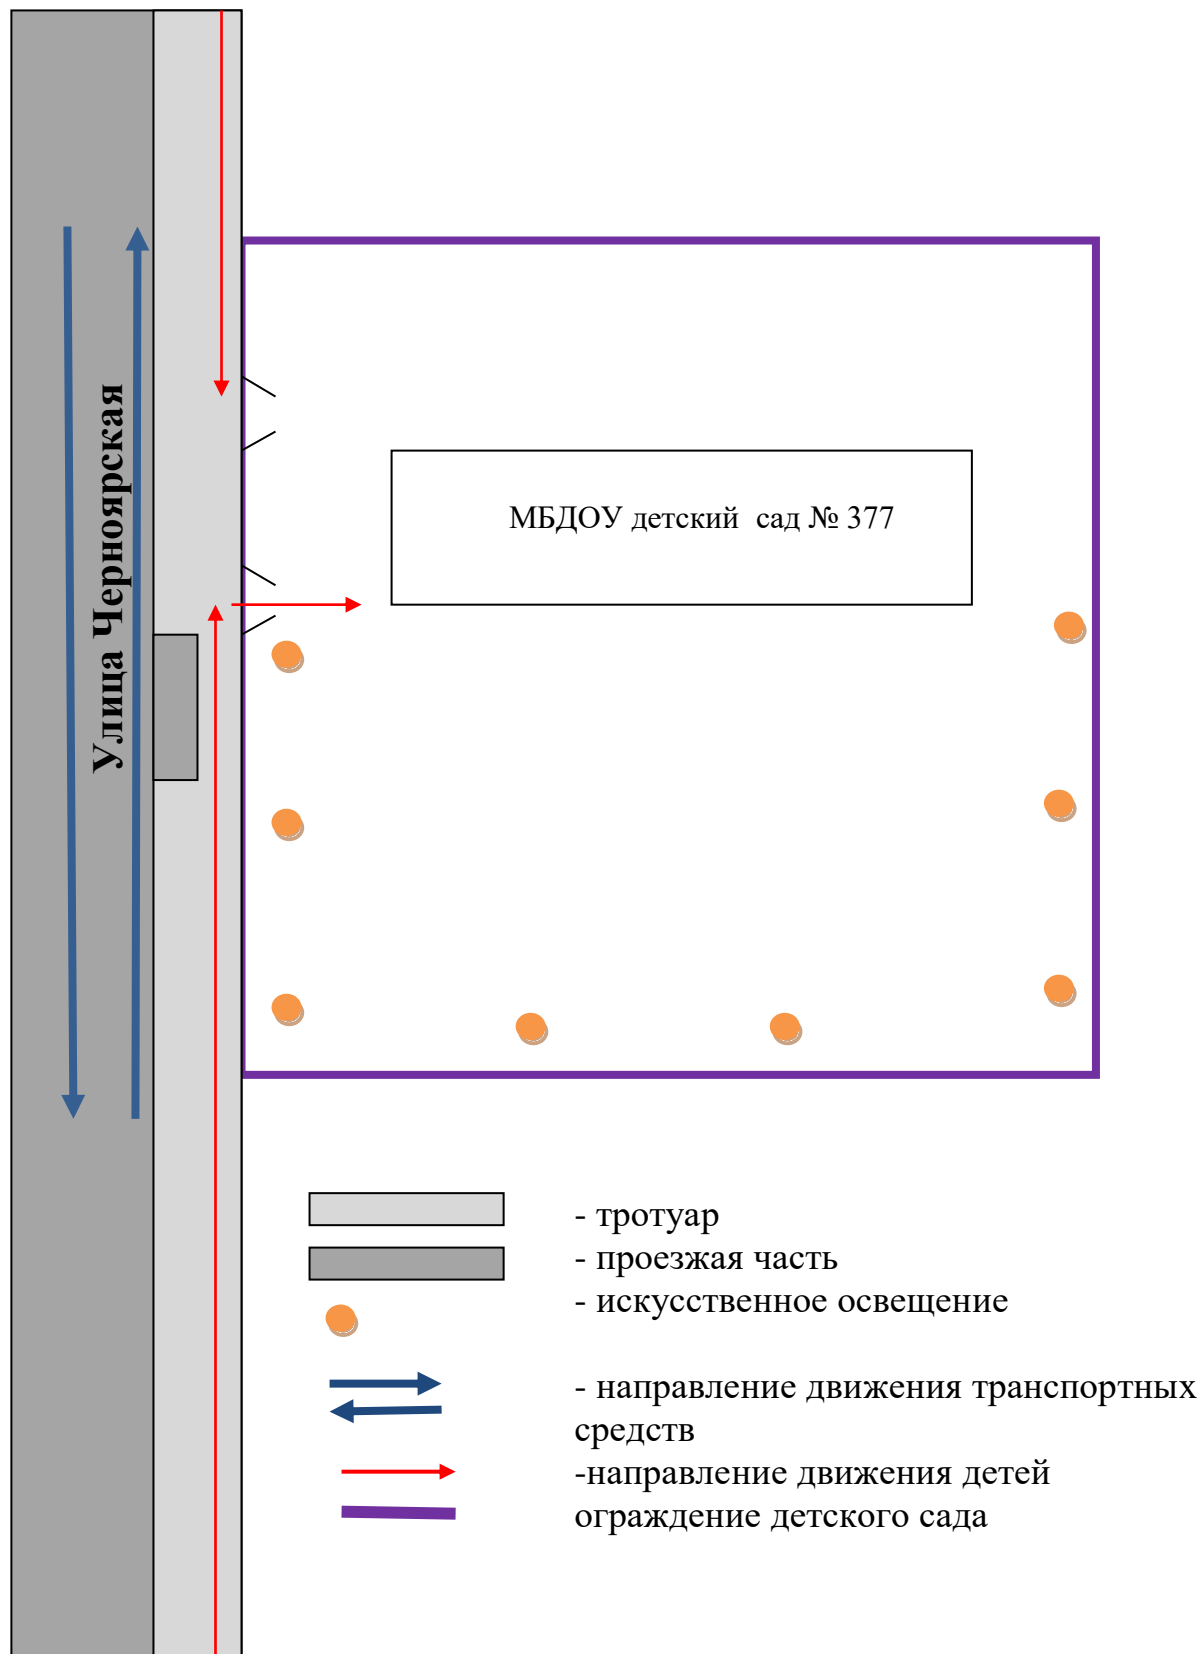 Улица Черноярская
МБДОУ детский сад № 377
- тротуар
- проезжая часть
- искусственное освещение
- направление движения транспортных
средств
-направление движения детей
ограждение детского сада